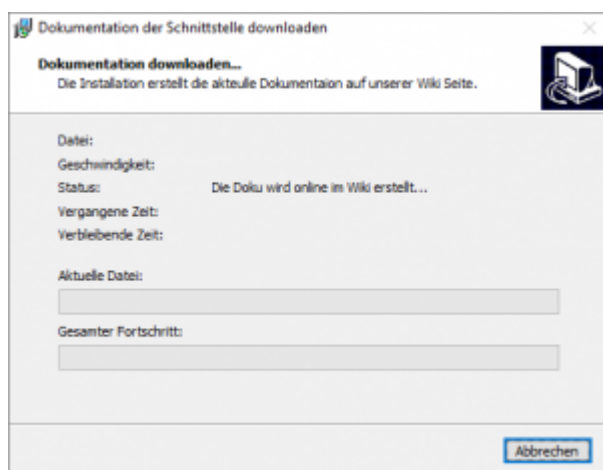 Dokumentation der Schnittstelle downloaden
Dokumentation downloaden...
Die Installation erstellt die akteulle Dokumentaion auf unserer Wiki Seite.
Datei:
Geschwindigkeit:
Status: Die Doku wird online im Wiki erstellt...
Vergangene Zeit:
Verbleibende Zeit:
Aktuelle Datei:
Gesamter Fortschritt:
Abbrechen